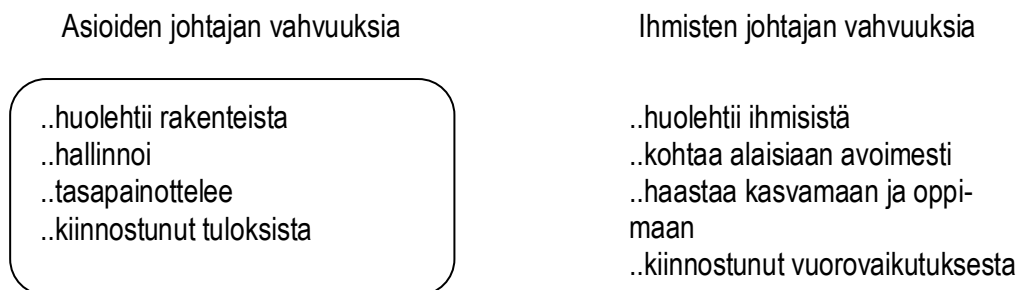 Asioiden johtajan vahvuuksia
..huolehtii rakenteista
..hallinnoi
..tasapainottelee
..kiinnostunut tuloksista
Ihmisten johtajan vahvuuksia
..huolehtii ihmisistä
..kohtaa alaisiaan avoimesti
..haastaa kasvamaan ja oppi-
maan
..kiinnostunut vuorovaikutuksesta